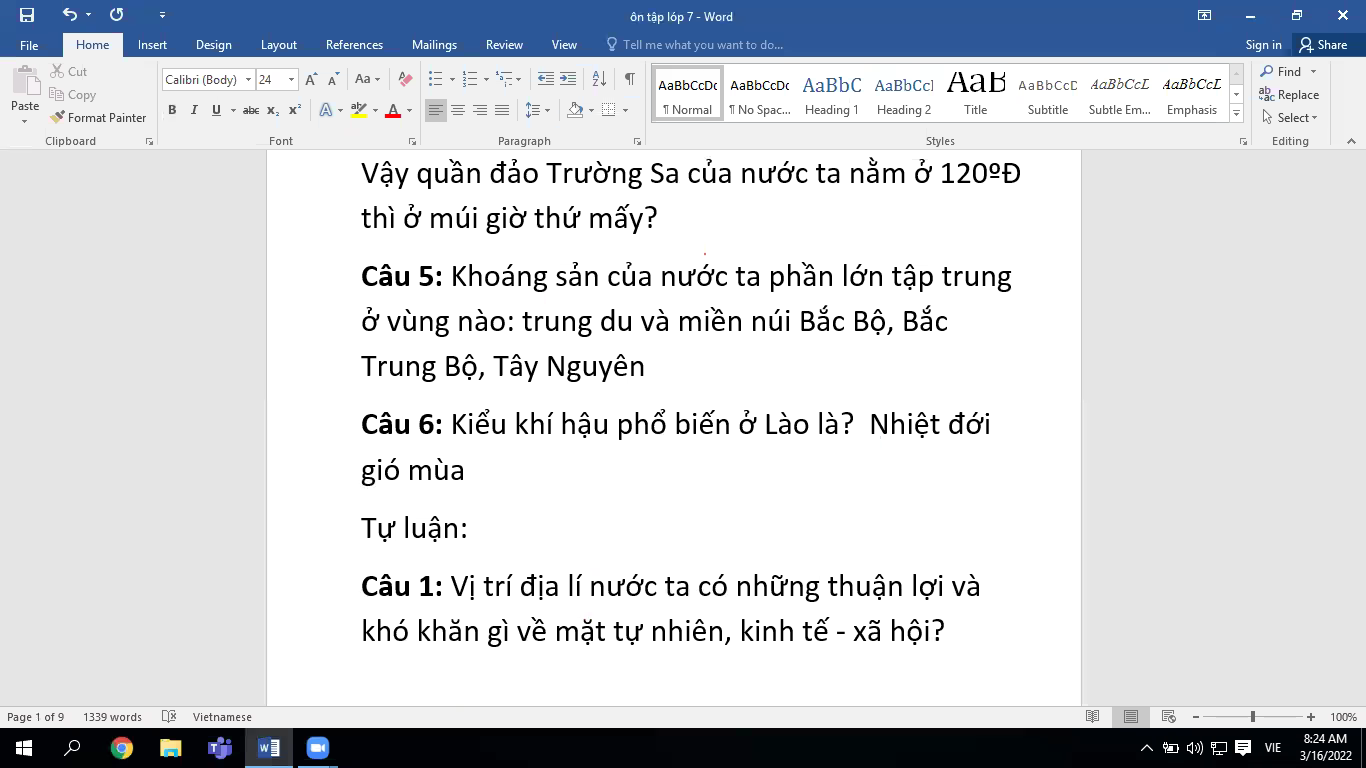 ôn tập lóp 7 - Word
File Home Insert Design Layout References Mailings Review View Tell me what you want to do... Sign in Share
Paste
Cut
Copy
Format Painter
Clipboard
Calibri (Body) 24
Font
Paragraph
AaBbCcDc AaBbCcDc AaBbC AaBbCcI AaB AaBbCcD AaBbCcL AaBbCcL
¶ Normal ¶ No Spac... Heading 1 Heading 2 Title Subtitle Subtle Em... Emphasis
Styles
Find
Replace
Select
Editing
Vậy quần đảo Trường Sa của nước ta nằm ở 120ºĐ
thì ở múi giờ thứ mấy?
Câu 5: Khoáng sản của nước ta phần lớn tập trung
ở vùng nào: trung du và miền núi Bắc Bộ, Bắc
Trung Bộ, Tây Nguyên
Câu 6: Kiểu khí hậu phổ biến ở Lào là? Nhiệt đới
gió mùa
Tự luận:
Câu 1: Vị trí địa lí nước ta có những thuận lợi và
khó khăn gì về mặt tự nhiên, kinh tế - xã hội?
Page 1 of 9 1339 words Vietnamese 100%
VIE
8:24 AM
3/16/2022